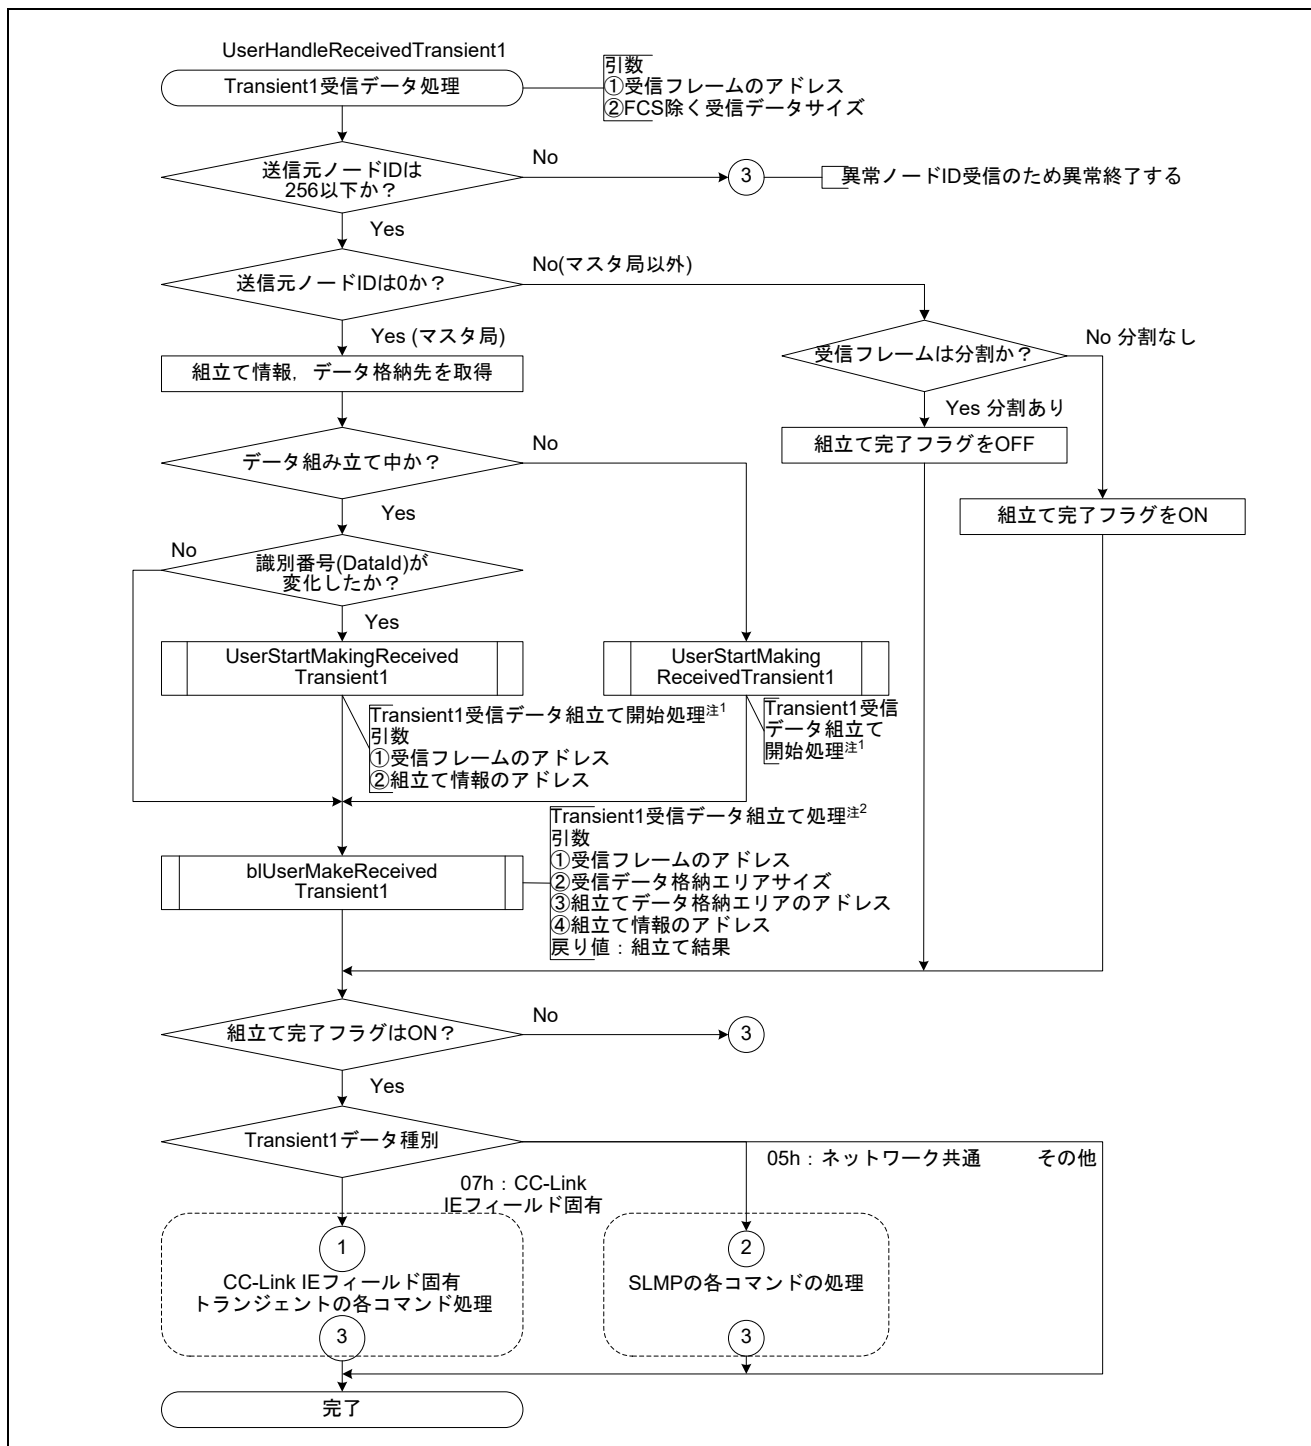 UserHandleReceivedTransient1
Transient1受信データ処理
引数
①受信フレームのアドレス
②FCS除く受信データサイズ
送信元ノードIDは
256以下か？
No
3
異常ノードID受信のため異常終了する
Yes
送信元ノードIDは0か？
No(マスタ局以外)
Yes (マスタ局)
受信フレームは分割か？
No 分割なし
組立て情報，データ格納先を取得
Yes 分割あり
組立て完了フラグをOFF
データ組み立て中か？
No
組立て完了フラグをON
Yes
No
識別番号(DataId)が
変化したか？
Yes
UserStartMakingReceived
Transient1
UserStartMaking
ReceivedTransient1
Transient1受信データ組立て開始処理注1
引数
①受信フレームのアドレス
②組立て情報のアドレス
Transient1受信
データ組立て
開始処理注1
Transient1受信データ組立て処理注2
引数
①受信フレームのアドレス
②受信データ格納エリアサイズ
③組立てデータ格納エリアのアドレス
④組立て情報のアドレス
戻り値：組立て結果
blUserMakeReceived
Transient1
組立て完了フラグはON？
No
3
Yes
Transient1データ種別
05h：ネットワーク共通
その他
07h：CC-Link
IEフィールド固有
1
CC-Link IEフィールド固有
トランジェントの各コマンド処理
3
2
SLMPの各コマンドの処理
3
完了